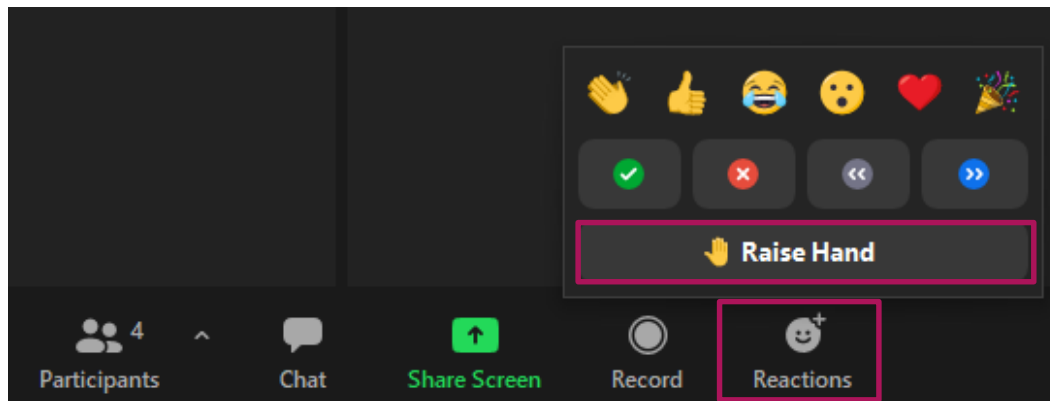 Raise Hand
4
Participants
Chat
Share Screen
Record
Reactions